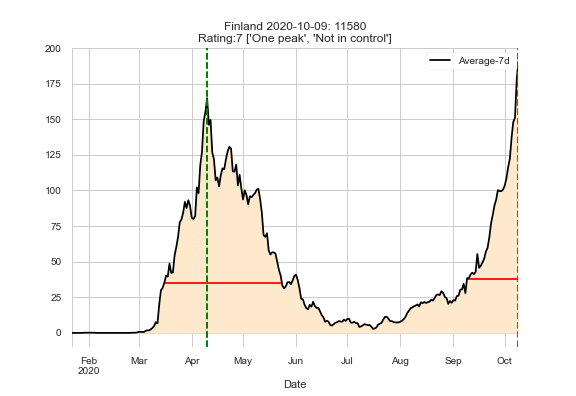 Finland 2020-10-09: 11580
Rating:7 ['One peak', 'Not in control']
Average-7d
200
175
150
125
100
75
50
25
0
Feb Mar Apr May Jun Jul Aug Sep Oct
2020
Date